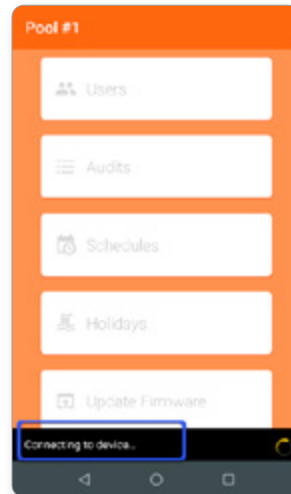 Pool #1
Users
Audits
Schedules
Holidays
Update Firmware
Connecting to device...